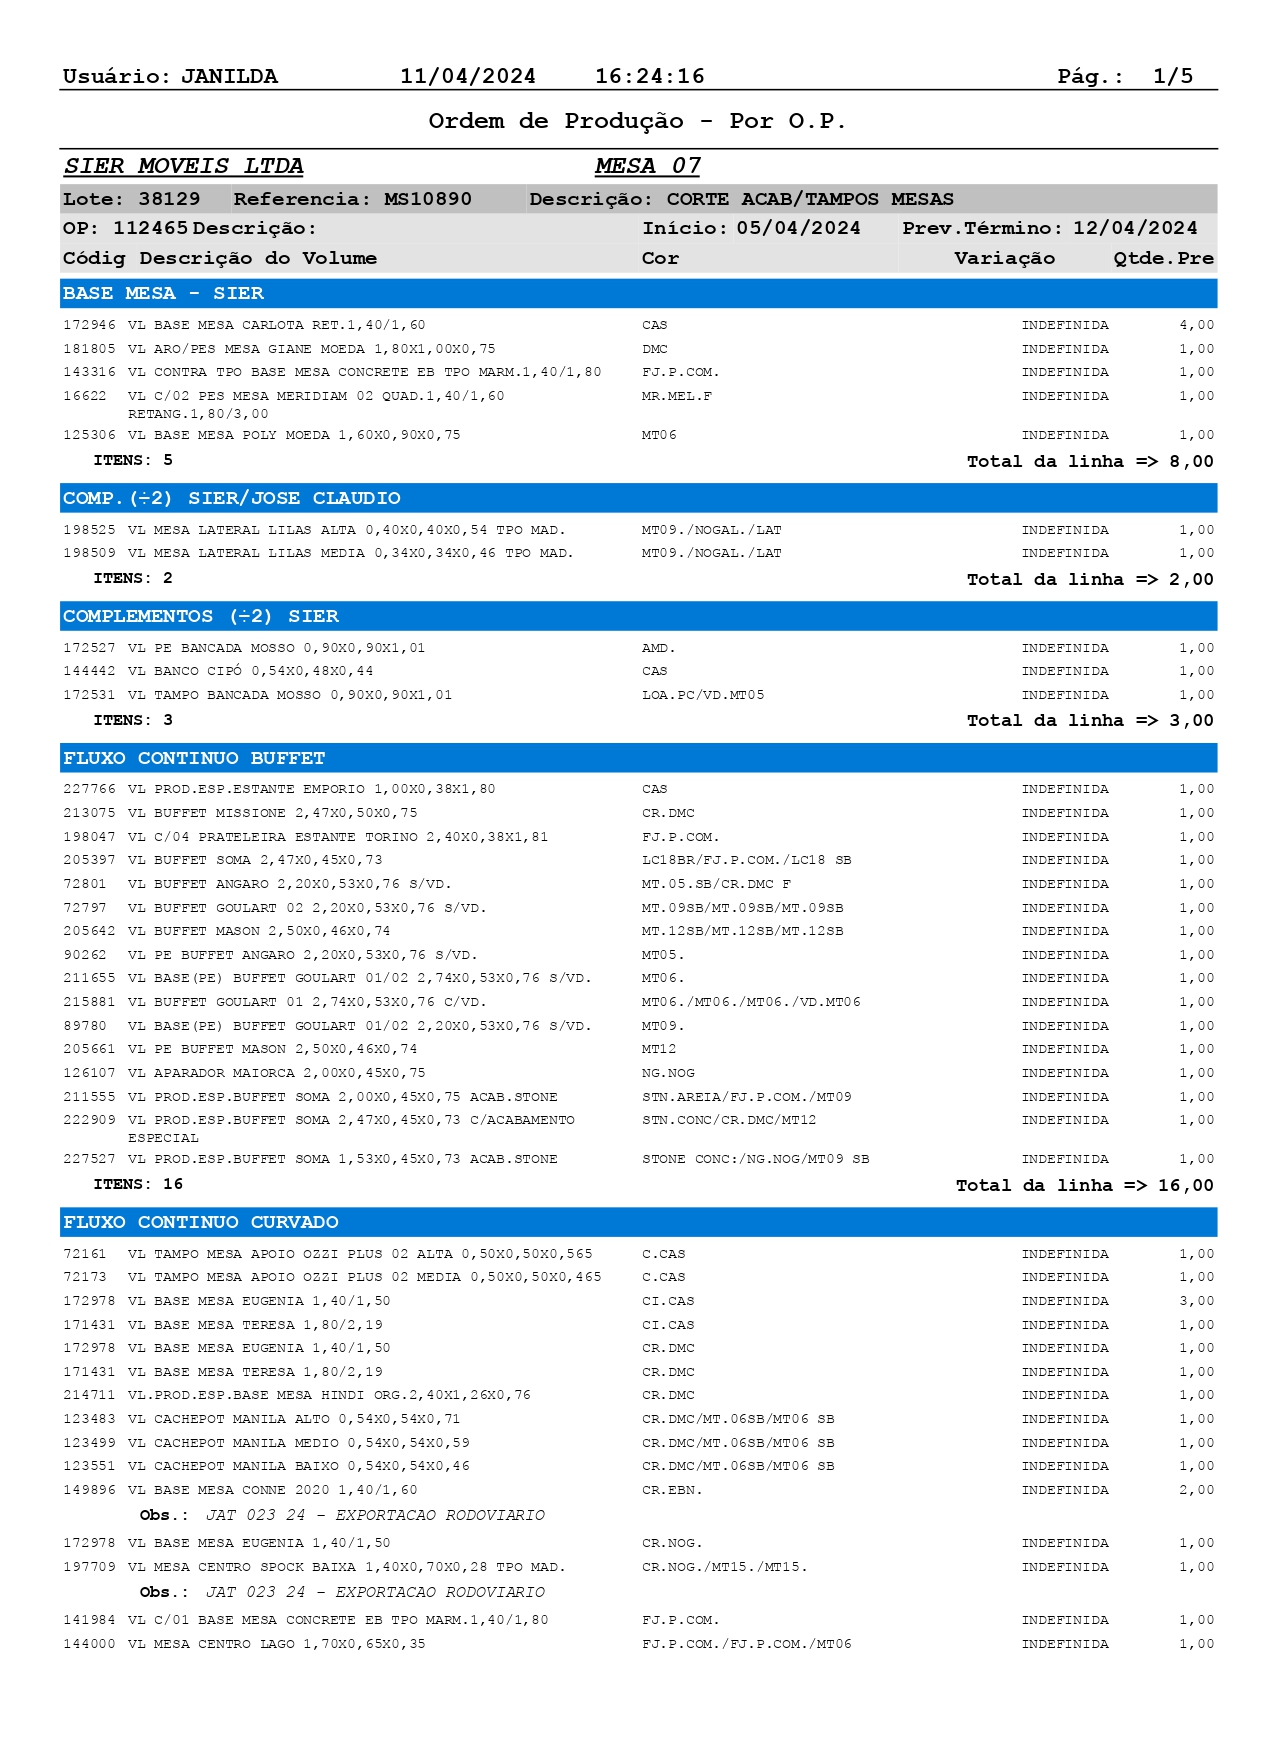 Usuário: JANILDA 11/04/2024 16:24:16 Pág.: 1/5
Ordem de Produção - Por O.P.
SIER MOVEIS LTDA MESA 07
Lote: 38129 Referencia: MS10890 Descrição: CORTE ACAB/TAMPOS MESAS
OP: 112465 Descrição: Início: 05/04/2024 Prev.Término: 12/04/2024
Códig Descrição do Volume Cor Variação Qtde.Pre
BASE MESA - SIER
172946 VL BASE MESA CARLOTA RET.1,40/1,60 CAS INDEFINIDA 4,00
181805 VL ARO/PES MESA GIANE MOEDA 1,80X1,00X0,75 DMC INDEFINIDA 1,00
143316 VL CONTRA TPO BASE MESA CONCRETE EB TPO MARM.1,40/1,80 FJ.P.COM. INDEFINIDA 1,00
16622 VL C/02 PES MESA MERIDIAM 02 QUAD.1,40/1,60 MR.MEL.F INDEFINIDA 1,00
RETANG.1,80/3,00
125306 VL BASE MESA POLY MOEDA 1,60X0,90X0,75 MT06 INDEFINIDA 1,00
ITENS: 5 Total da linha => 8,00
COMP.(÷2) SIER/JOSE CLAUDIO
198525 VL MESA LATERAL LILAS ALTA 0,40X0,40X0,54 TPO MAD. MT09./NOGAL./LAT INDEFINIDA 1,00
198509 VL MESA LATERAL LILAS MEDIA 0,34X0,34X0,46 TPO MAD. MT09./NOGAL./LAT INDEFINIDA 1,00
ITENS: 2 Total da linha => 2,00
COMPLEMENTOS (÷2) SIER
172527 VL PE BANCADA MOSSO 0,90X0,90X1,01 AMD. INDEFINIDA 1,00
144442 VL BANCO CIPÓ 0,54X0,48X0,44 CAS INDEFINIDA 1,00
172531 VL TAMPO BANCADA MOSSO 0,90X0,90X1,01 LOA.PC/VD.MT05 INDEFINIDA 1,00
ITENS: 3 Total da linha => 3,00
FLUXO CONTINUO BUFFET
227766 VL PROD.ESP.ESTANTE EMPORIO 1,00X0,38X1,80 CAS INDEFINIDA 1,00
213075 VL BUFFET MISSIONE 2,47X0,50X0,75 CR.DMC INDEFINIDA 1,00
198047 VL C/04 PRATELEIRA ESTANTE TORINO 2,40X0,38X1,81 FJ.P.COM. INDEFINIDA 1,00
205397 VL BUFFET SOMA 2,47X0,45X0,73 LC18BR/FJ.P.COM./LC18 SB INDEFINIDA 1,00
72801 VL BUFFET ANGARO 2,20X0,53X0,76 S/VD. MT.05.SB/CR.DMC F INDEFINIDA 1,00
72797 VL BUFFET GOULART 02 2,20X0,53X0,76 S/VD. MT.09SB/MT.09SB/MT.09SB INDEFINIDA 1,00
205642 VL BUFFET MASON 2,50X0,46X0,74 MT.12SB/MT.12SB/MT.12SB INDEFINIDA 1,00
90262 VL PE BUFFET ANGARO 2,20X0,53X0,76 S/VD. MT05. INDEFINIDA 1,00
211655 VL BASE(PE) BUFFET GOULART 01/02 2,74X0,53X0,76 S/VD. MT06. INDEFINIDA 1,00
215881 VL BUFFET GOULART 01 2,74X0,53X0,76 C/VD. MT06./MT06./MT06./VD.MT06 INDEFINIDA 1,00
89780 VL BASE(PE) BUFFET GOULART 01/02 2,20X0,53X0,76 S/VD. MT09. INDEFINIDA 1,00
205661 VL PE BUFFET MASON 2,50X0,46X0,74 MT12 INDEFINIDA 1,00
126107 VL APARADOR MAIORCA 2,00X0,45X0,75 NG.NOG INDEFINIDA 1,00
211555 VL PROD.ESP.BUFFET SOMA 2,00X0,45X0,75 ACAB.STONE STN.AREIA/FJ.P.COM./MT09 INDEFINIDA 1,00
222909 VL PROD.ESP.BUFFET SOMA 2,47X0,45X0,73 C/ACABAMENTO STN.CONC/CR.DMC/MT12 INDEFINIDA 1,00
ESPECIAL
227527 VL PROD.ESP.BUFFET SOMA 1,53X0,45X0,73 ACAB.STONE STONE CONC:/NG.NOG/MT09 SB INDEFINIDA 1,00
ITENS: 16 Total da linha => 16,00
FLUXO CONTINUO CURVADO
72161 VL TAMPO MESA APOIO OZZI PLUS 02 ALTA 0,50X0,50X0,565 C.CAS INDEFINIDA 1,00
72173 VL TAMPO MESA APOIO OZZI PLUS 02 MEDIA 0,50X0,50X0,465 C.CAS INDEFINIDA 1,00
172978 VL BASE MESA EUGENIA 1,40/1,50 CI.CAS INDEFINIDA 3,00
171431 VL BASE MESA TERESA 1,80/2,19 CI.CAS INDEFINIDA 1,00
172978 VL BASE MESA EUGENIA 1,40/1,50 CR.DMC INDEFINIDA 1,00
171431 VL BASE MESA TERESA 1,80/2,19 CR.DMC INDEFINIDA 1,00
214711 VL.PROD.ESP.BASE MESA HINDI ORG.2,40X1,26X0,76 CR.DMC INDEFINIDA 1,00
123483 VL CACHEPOT MANILA ALTO 0,54X0,54X0,71 CR.DMC/MT.06SB/MT06 SB INDEFINIDA 1,00
123499 VL CACHEPOT MANILA MEDIO 0,54X0,54X0,59 CR.DMC/MT.06SB/MT06 SB INDEFINIDA 1,00
123551 VL CACHEPOT MANILA BAIXO 0,54X0,54X0,46 CR.DMC/MT.06SB/MT06 SB INDEFINIDA 1,00
149896 VL BASE MESA CONNE 2020 1,40/1,60 CR.EBN. INDEFINIDA 2,00
Obs.: JAT 023 24 - EXPORTACAO RODOVIARIO
172978 VL BASE MESA EUGENIA 1,40/1,50 CR.NOG. INDEFINIDA 1,00
197709 VL MESA CENTRO SPOCK BAIXA 1,40X0,70X0,28 TPO MAD. CR.NOG./MT15./MT15. INDEFINIDA 1,00
Obs.: JAT 023 24 - EXPORTACAO RODOVIARIO
141984 VL C/01 BASE MESA CONCRETE EB TPO MARM.1,40/1,80 FJ.P.COM. INDEFINIDA 1,00
144000 VL MESA CENTRO LAGO 1,70X0,65X0,35 FJ.P.COM./FJ.P.COM./MT06 INDEFINIDA 1,00